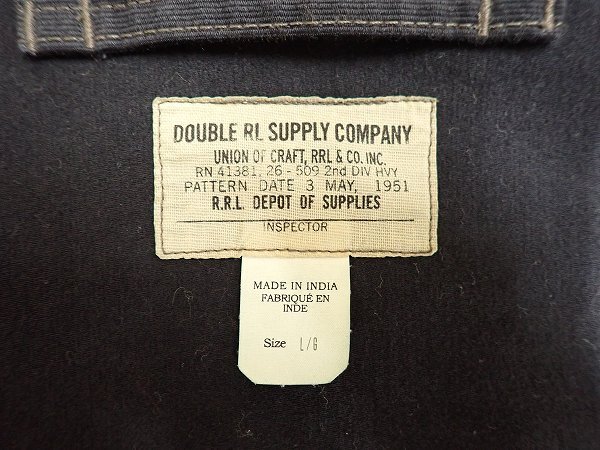 DOUBLE RL SUPPLY COMPANY
UNION OF CRAFT, RRL & CO. INC.
RN 41381, 26 - 509 2nd DIV HVY
PATTERN DATE 3 MAY, 1951
R.R.L. DEPOT OF SUPPLIES
INSPECTOR
MADE IN INDIA
FABRIQUÉ EN
INDE
Size L/G